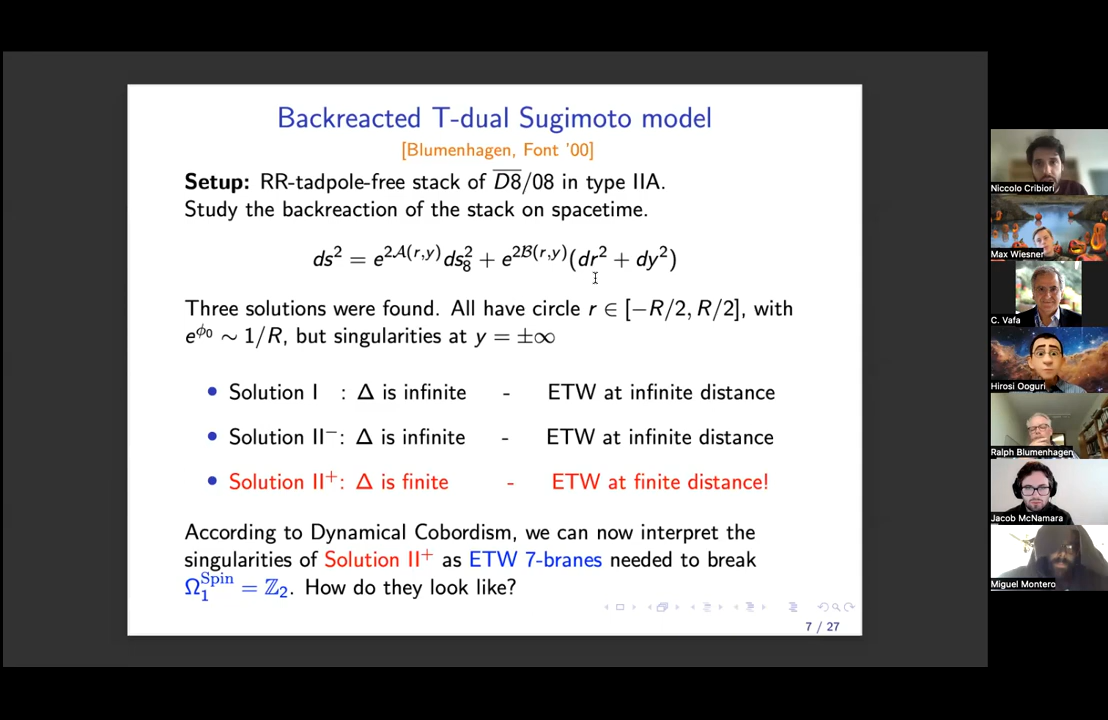 Backreacted T-dual Sugimoto model
[Blumenhagen, Font '00]
Setup: RR-tadpole-free stack of D̅8̅/08 in type IIA.
Study the backreaction of the stack on spacetime.
ds² = e^{2𝒜(r,y)} ds₈² + e^{2ℬ(r,y)}(dr² + dy²)
Three solutions were found. All have circle r ∈ [−R/2, R/2], with
e^{ϕ₀} ∼ 1/R, but singularities at y = ±∞
• Solution I : Δ is infinite - ETW at infinite distance
• Solution II⁻: Δ is infinite - ETW at infinite distance
• Solution II⁺: Δ is finite - ETW at finite distance!
According to Dynamical Cobordism, we can now interpret the
singularities of Solution II⁺ as ETW 7-branes needed to break
Ω₁^{Spin} = ℤ₂. How do they look like?
7 / 27
Niccolo Cribiori
Max Wiesner
C. Vafa
Hirosi Ooguri
Ralph Blumenhagen
Jacob McNamara
Miguel Montero